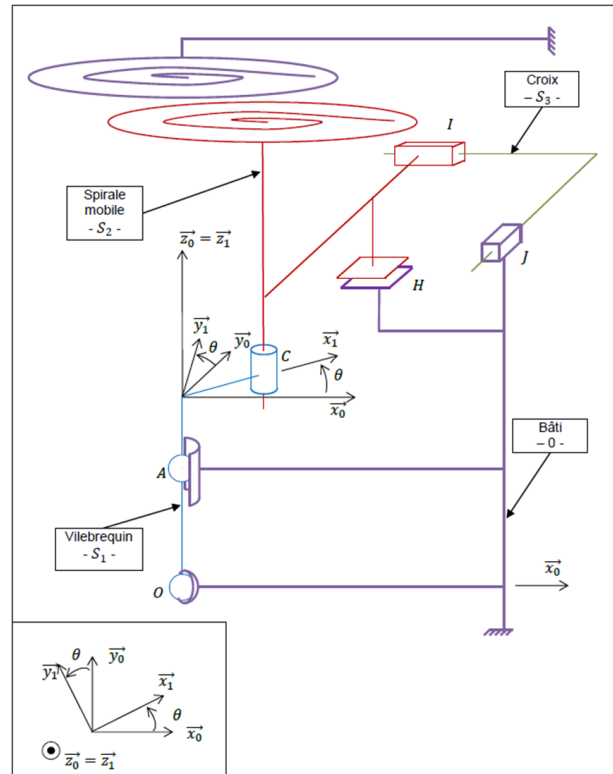 Croix
– S₃ -
I
Spirale
mobile
- S₂ -
J
z₀⃗ = z₁⃗
H
y₁⃗
θ
y₀⃗
C
x₁⃗
θ
x₀⃗
Bâti
– 0 -
A
Vilebrequin
- S₁ -
O
x₀⃗
θ
y₁⃗
y₀⃗
x₁⃗
θ
x₀⃗
z₀⃗ = z₁⃗